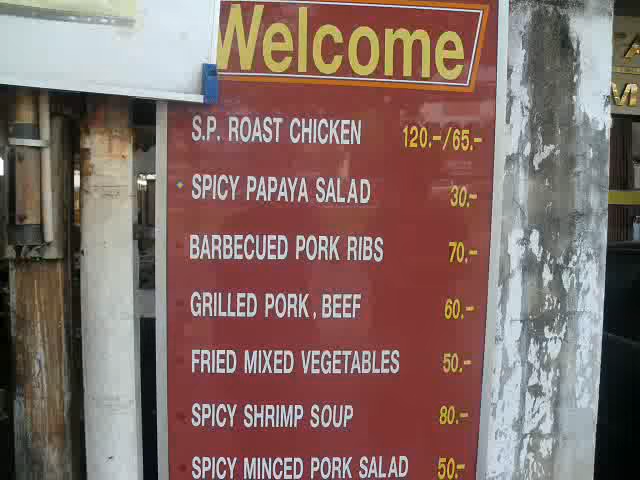 Welcome
S.P. ROAST CHICKEN 120.-/65.-
SPICY PAPAYA SALAD 30.-
BARBECUED PORK RIBS 70.-
GRILLED PORK, BEEF 60.-
FRIED MIXED VEGETABLES 50.-
SPICY SHRIMP SOUP 80.-
SPICY MINCED PORK SALAD 50.-